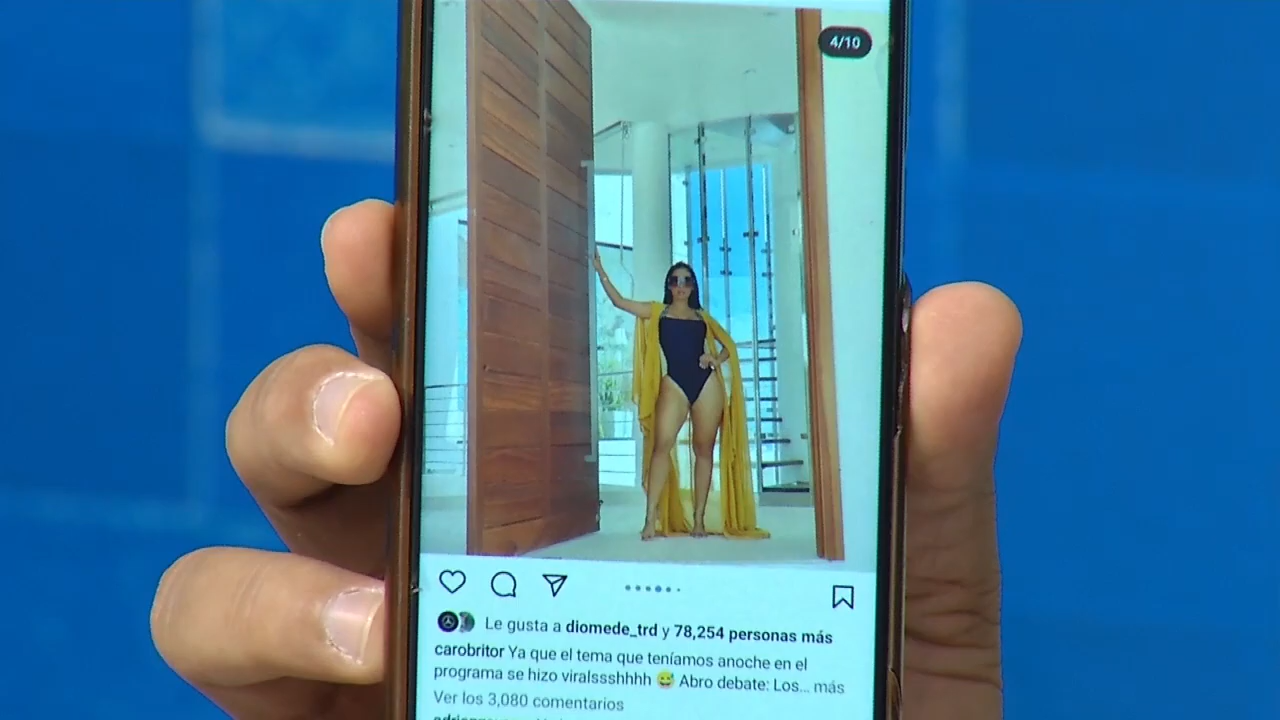 4/10
Le gusta a diomede_trd y 78,254 personas más
carobritor Ya que el tema que teníamos anoche en el
programa se hizo viralssshhhh 😅 Abro debate: Los... más
Ver los 3,080 comentarios